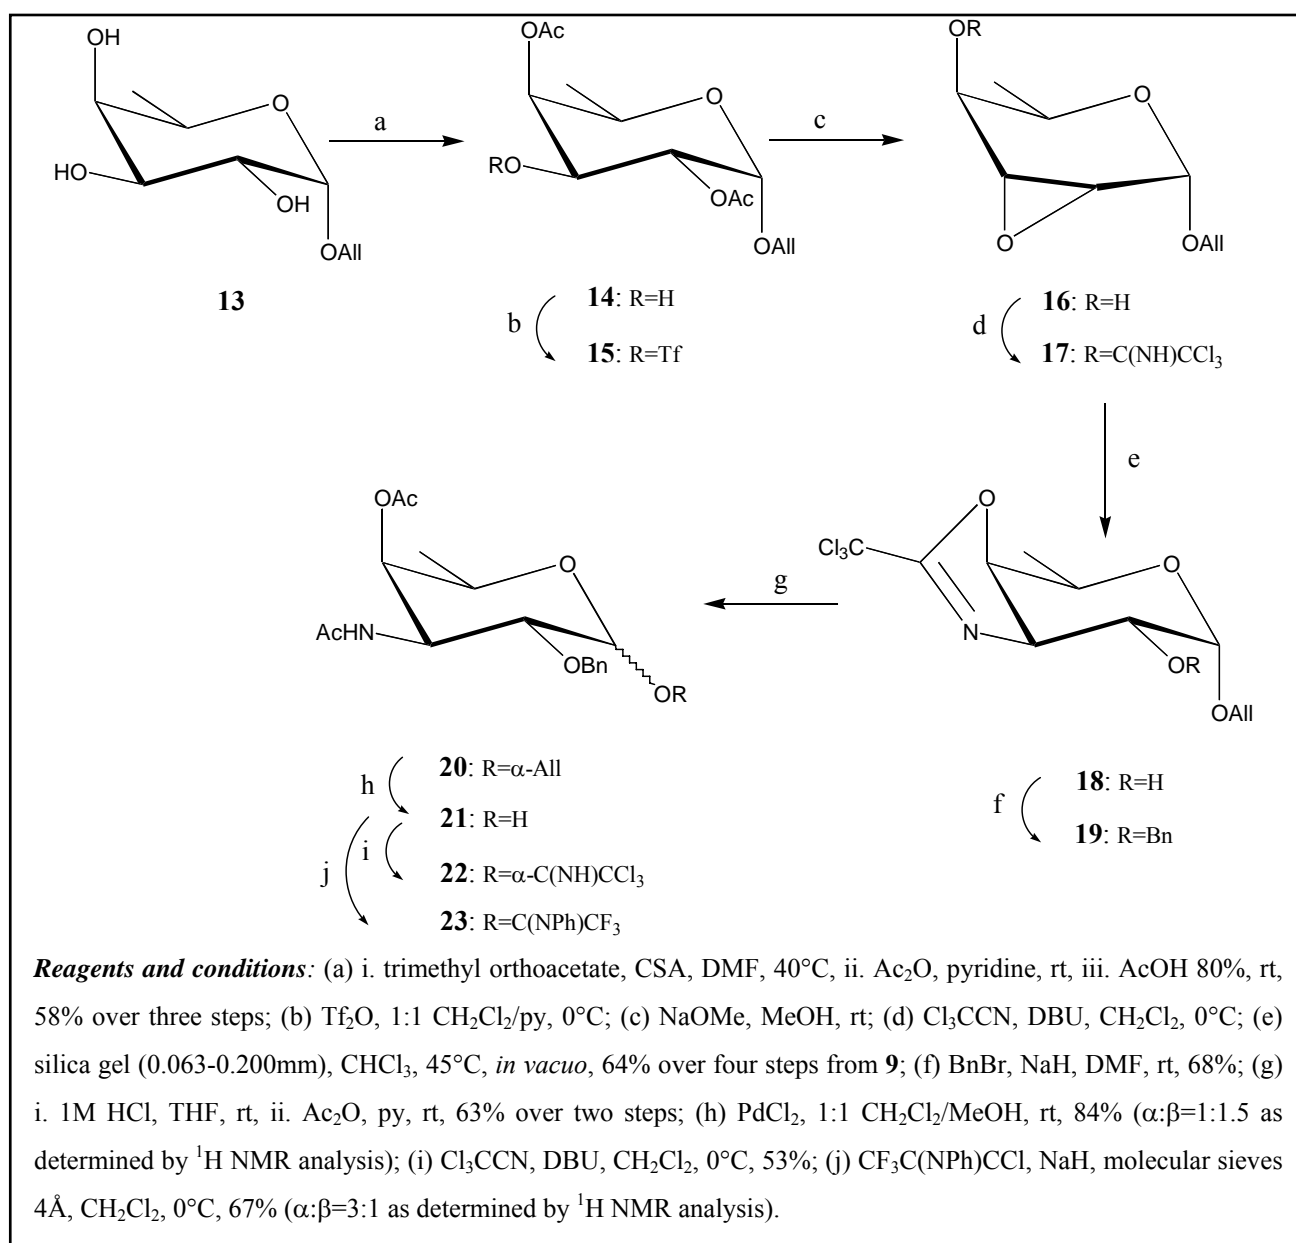 OH
O
HO
OH
OAll
13
a
OAc
O
RO
OAc
OAll
14: R=H
b
15: R=Tf
c
OR
O
O
OAll
16: R=H
d
17: R=C(NH)CCl₃
e
O
Cl₃C
O
N
OR
OAll
18: R=H
f
19: R=Bn
g
OAc
O
AcHN
OBn
OR
20: R=α-All
h
21: R=H
i
j
22: R=α-C(NH)CCl₃
23: R=C(NPh)CF₃
Reagents and conditions: (a) i. trimethyl orthoacetate, CSA, DMF, 40°C, ii. Ac₂O, pyridine, rt, iii. AcOH 80%, rt,
58% over three steps; (b) Tf₂O, 1:1 CH₂Cl₂/py, 0°C; (c) NaOMe, MeOH, rt; (d) Cl₃CCN, DBU, CH₂Cl₂, 0°C; (e)
silica gel (0.063-0.200mm), CHCl₃, 45°C, in vacuo, 64% over four steps from 9; (f) BnBr, NaH, DMF, rt, 68%; (g)
i. 1M HCl, THF, rt, ii. Ac₂O, py, rt, 63% over two steps; (h) PdCl₂, 1:1 CH₂Cl₂/MeOH, rt, 84% (α:β=1:1.5 as
determined by ¹H NMR analysis); (i) Cl₃CCN, DBU, CH₂Cl₂, 0°C, 53%; (j) CF₃C(NPh)CCl, NaH, molecular sieves
4Å, CH₂Cl₂, 0°C, 67% (α:β=3:1 as determined by ¹H NMR analysis).